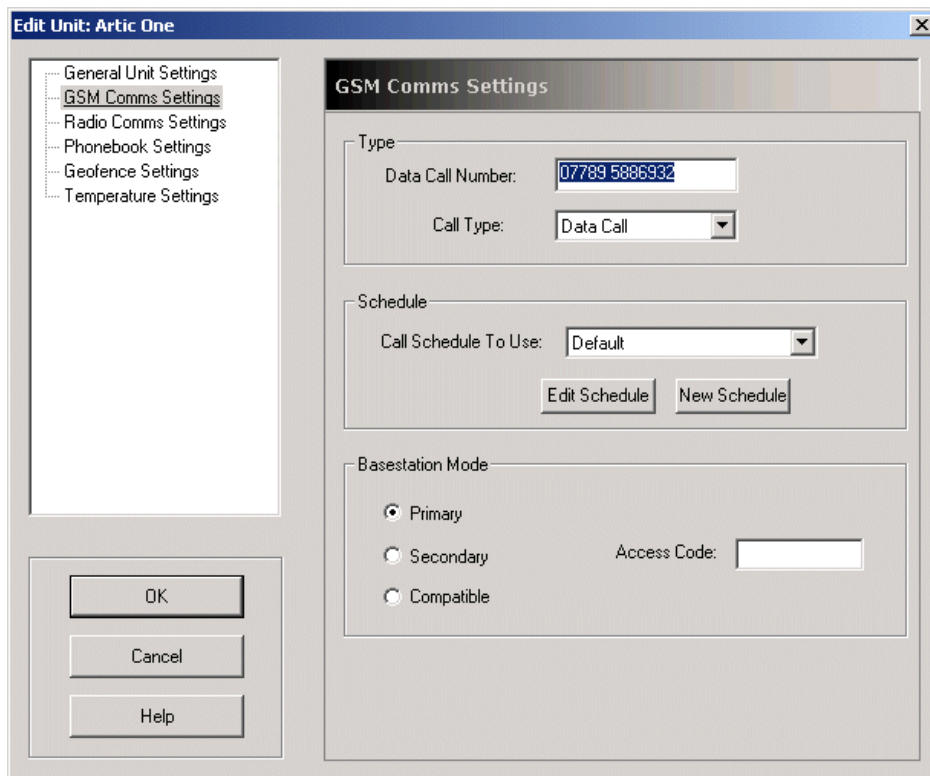 Edit Unit: Artic One
General Unit Settings
GSM Comms Settings
Radio Comms Settings
Phonebook Settings
Geofence Settings
Temperature Settings
OK
Cancel
Help
GSM Comms Settings
Type
Data Call Number: 07789 5886932
Call Type: Data Call
Schedule
Call Schedule To Use: Default
Edit Schedule New Schedule
Basestation Mode
Primary
Secondary Access Code:
Compatible